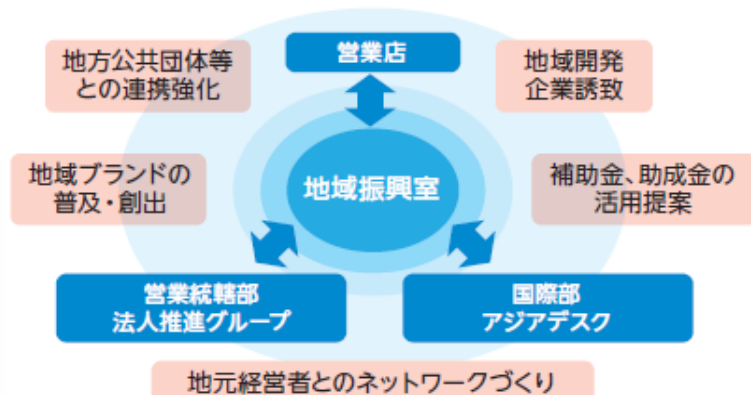 営業店
地方公共団体等
との連携強化
地域開発
企業誘致
地域ブランドの
普及・創出
地域振興室
補助金、助成金の
活用提案
営業統轄部
法人推進グループ
国際部
アジアデスク
地元経営者とのネットワークづくり